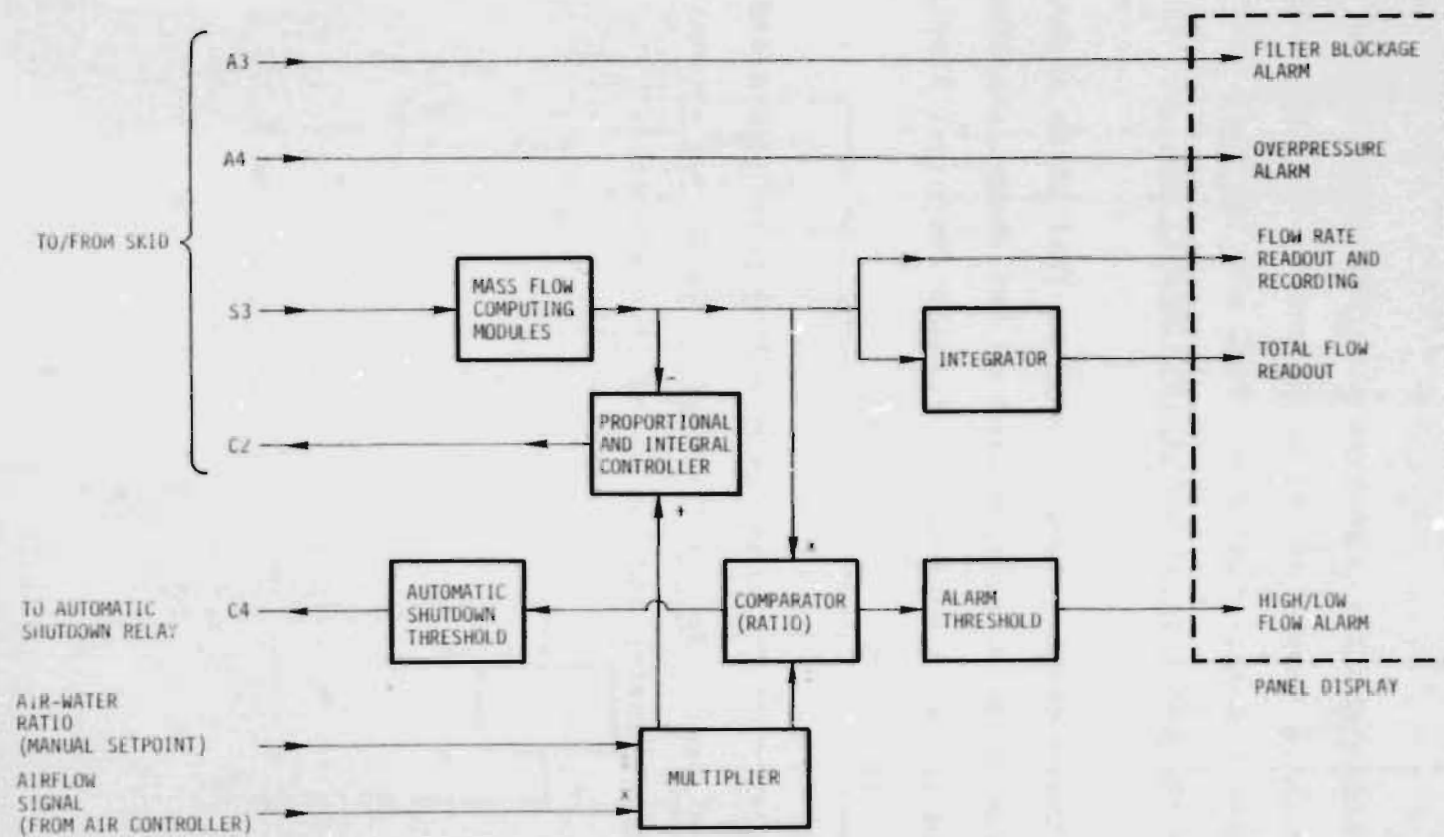 A3
FILTER BLOCKAGE
ALARM
A4
OVERPRESSURE
ALARM
TO/FROM SKID
FLOW RATE
READOUT AND
RECORDING
S3
MASS FLOW
COMPUTING
MODULES
INTEGRATOR
TOTAL FLOW
READOUT
-
C2
PROPORTIONAL
AND INTEGRAL
CONTROLLER
+
TO AUTOMATIC
SHUTDOWN RELAY
C4
AUTOMATIC
SHUTDOWN
THRESHOLD
COMPARATOR
(RATIO)
ALARM
THRESHOLD
HIGH/LOW
FLOW ALARM
PANEL DISPLAY
AIR-WATER
RATIO
(MANUAL SETPOINT)
MULTIPLIER
x
AIRFLOW
SIGNAL
(FROM AIR CONTROLLER)